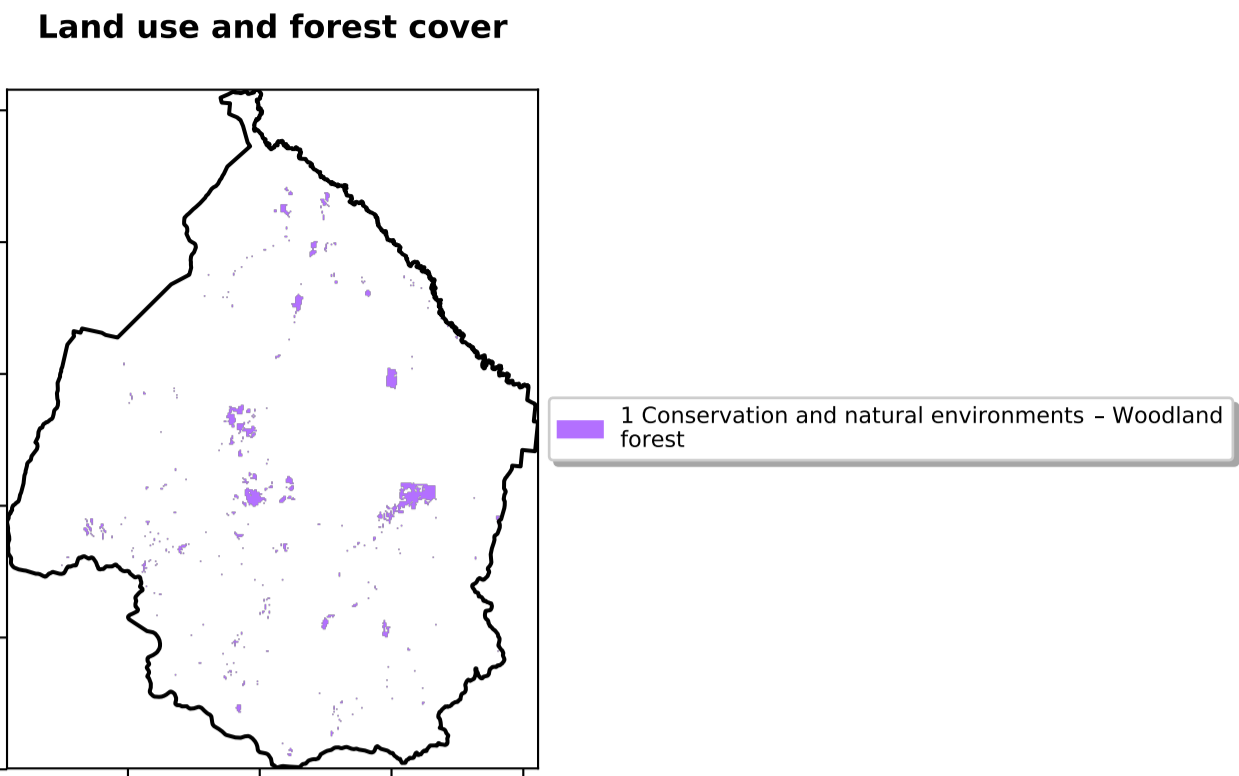 Land use and forest cover
1 Conservation and natural environments – Woodland
forest